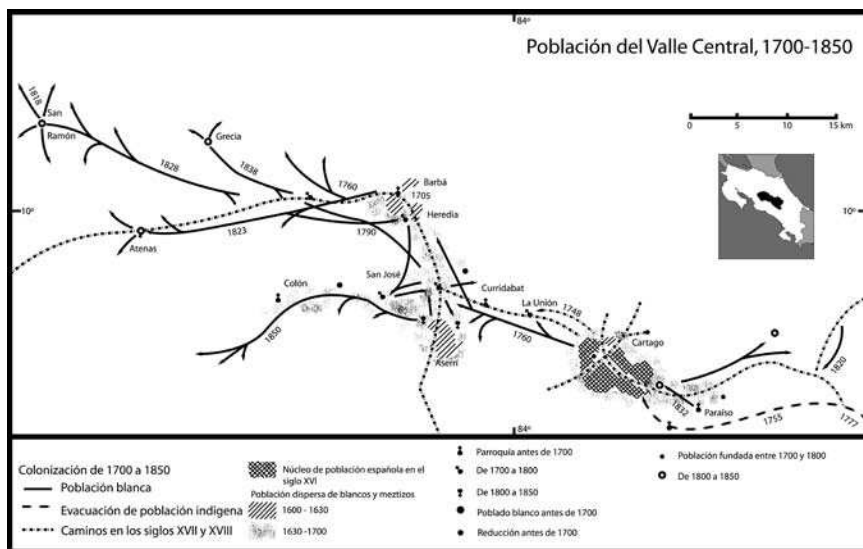 84º
Población del Valle Central, 1700-1850
0 5 10 15 km
1818
San
Ramón
Grecia
1828
1838
1760
Barbá
1705
10º
10º
Heredia
Atenas
1823
1790
Colón
San José
Curridabat
La Unión
1748
1850
1760
Cartago
Aserrí
1820
1832
Paraíso
1755
1777
84º
Colonización de 1700 a 1850
Población blanca
Evacuación de población indígena
Caminos en los siglos XVII y XVIII
Núcleo de población española en el
siglo XVI
Población dispersa de blancos y meztizos
1600 - 1630
1630-1700
Parroquía antes de 1700
De 1700 a 1800
De 1800 a 1850
Poblado blanco antes de 1700
Reducción antes de 1700
Población fundada entre 1700 y 1800
De 1800 a 1850